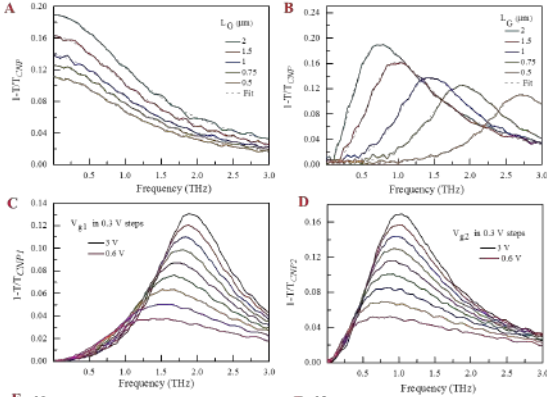 A
0.20
0.16
0.12
0.08
0.04
0.00
1-T/T_CNP
L_G (μm)
2
1.5
1
0.75
0.5
Fit
0.5 1.0 1.5 2.0 2.5 3.0
Frequency (THz)
B
0.20
0.16
0.12
0.08
0.04
0.00
1-T/T_CNP
L_G (μm)
2
1.5
1
0.75
0.5
Fit
0.0 0.5 1.0 1.5 2.0 2.5 3.0
Frequency (THz)
C
0.14
0.12
0.10
0.08
0.06
0.04
0.02
0.00
1-T/T_CNP1
V_g1 in 0.3 V steps
3 V
0.6 V
0.5 1.0 1.5 2.0 2.5 3.0
Frequency (THz)
D
0.16
0.12
0.08
0.04
0.00
1-T/T_CNP2
V_g2 in 0.3 V steps
3 V
0.6 V
0.0 0.5 1.0 1.5 2.0 2.5 3.0
Frequency (THz)